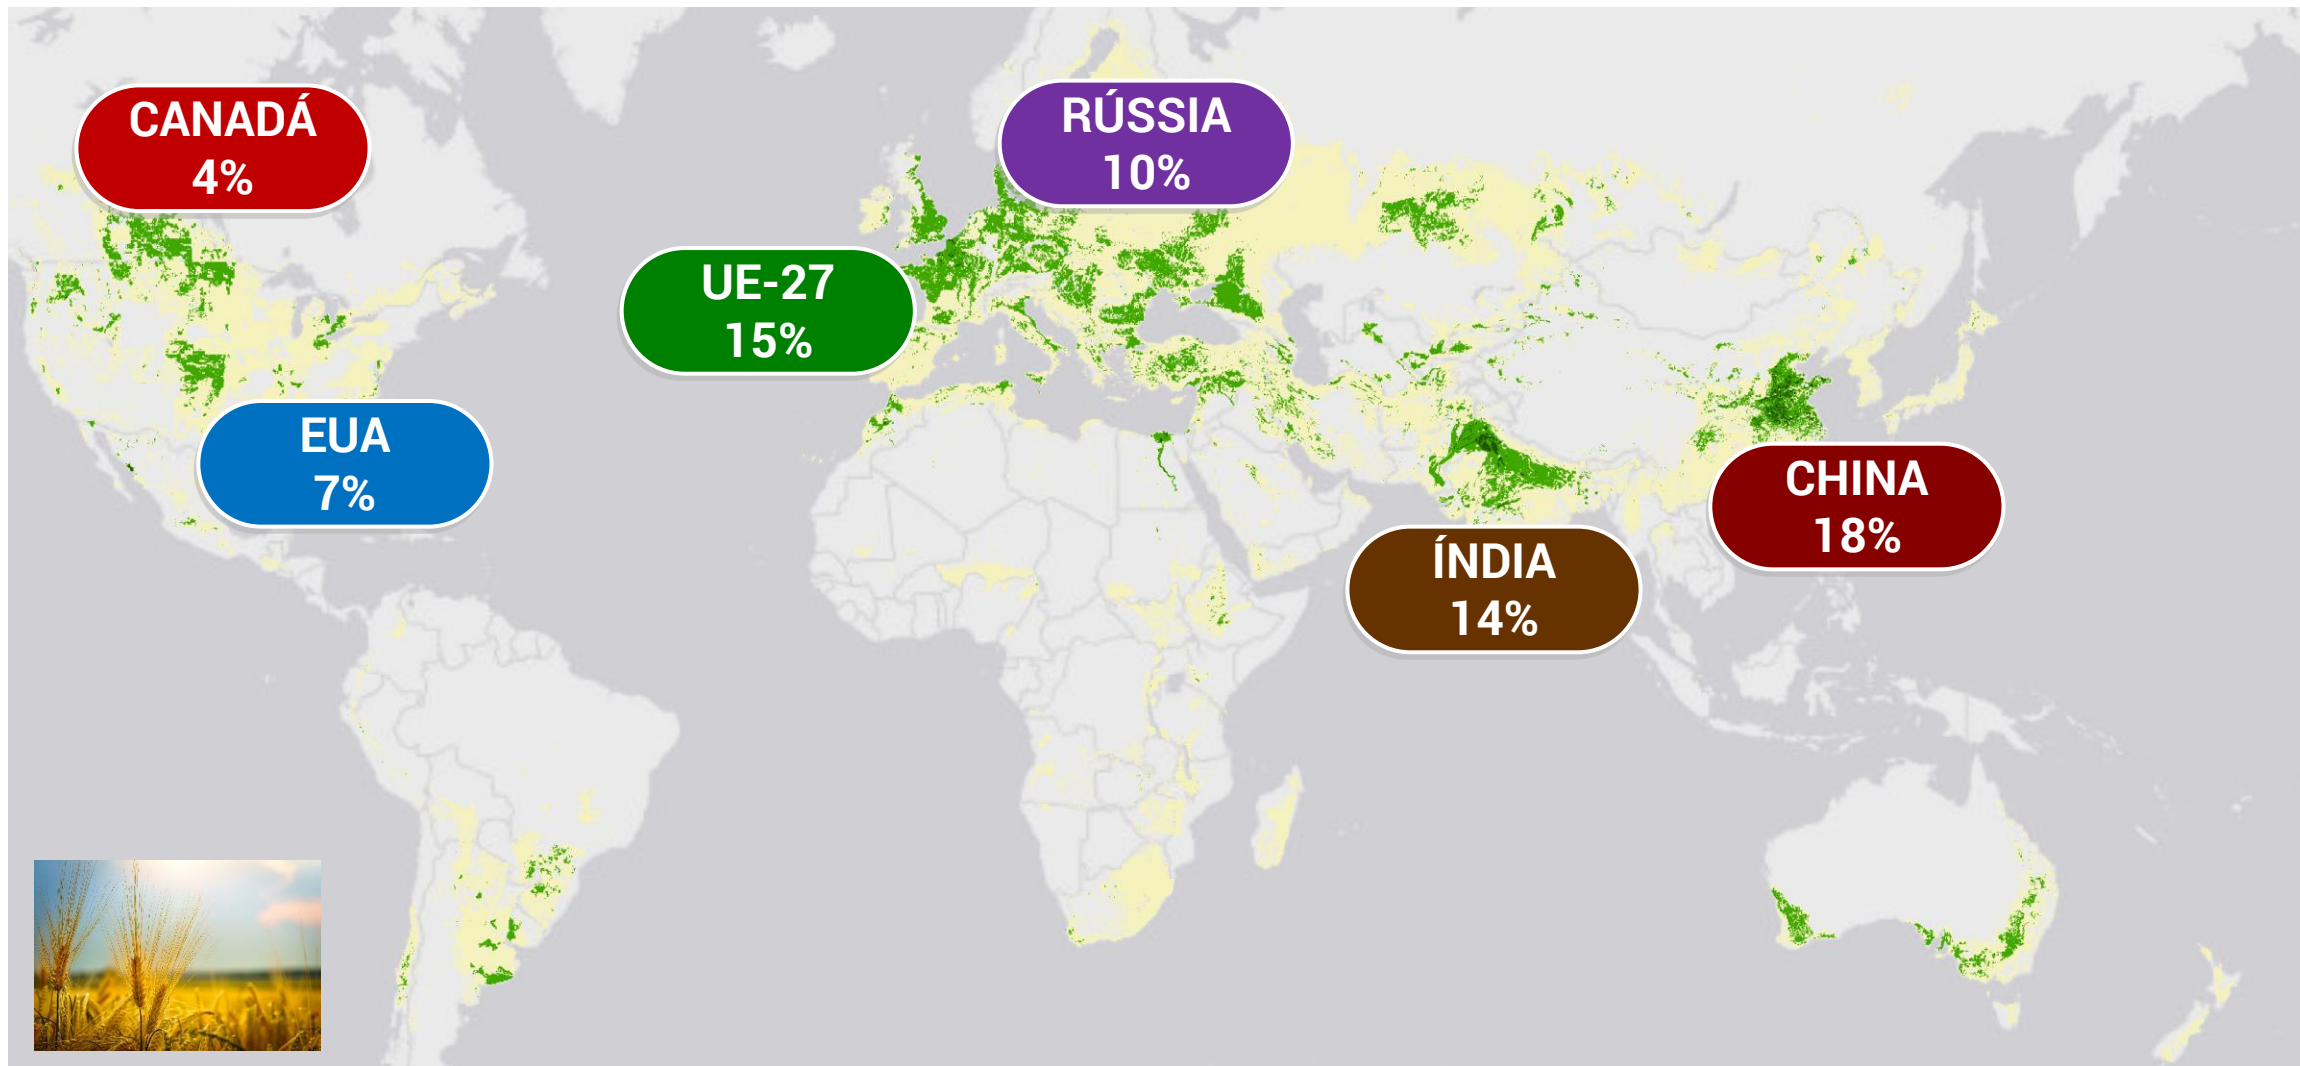 CANADÁ
4%
RÚSSIA
10%
UE-27
15%
EUA
7%
CHINA
18%
ÍNDIA
14%